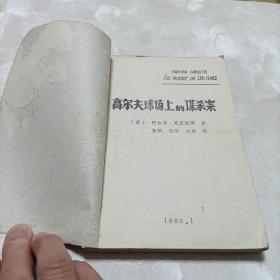 AGATHA CHRISTIE
The murder on the links
高尔夫球场上的谋杀案
(英) 阿加莎·克里斯蒂 著
译
1980.1